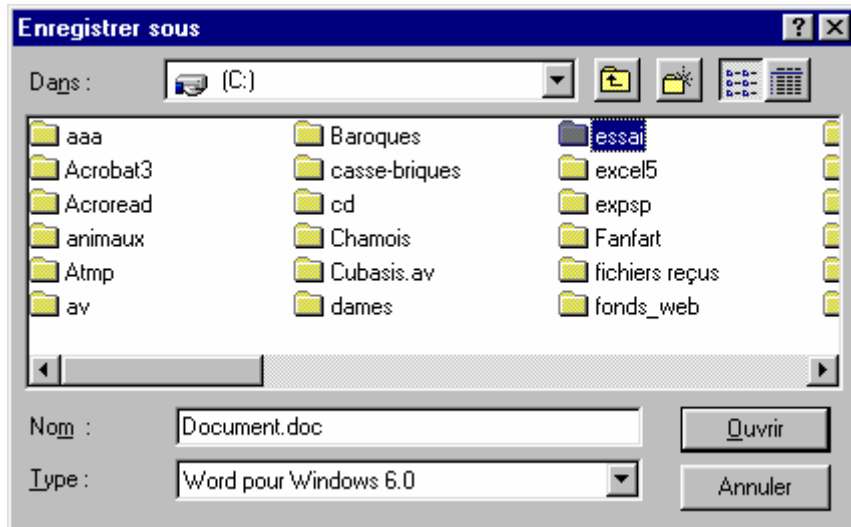 Enregistrer sous
Dans : (C:)
aaa Baroques essai
Acrobat3 casse-briques excel5
Acroread cd expsp
animaux Chamois Fanfart
Atmp Cubasis.av fichiers reçus
av dames fonds_web
Nom : Document.doc Ouvrir
Type : Word pour Windows 6.0 Annuler